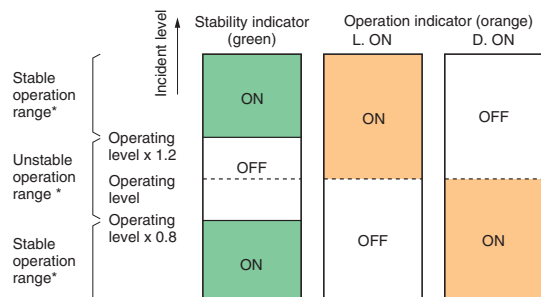 Incident level
Stability indicator
(green)
Operation indicator (orange)
L. ON
D. ON
Stable
operation
range*
Unstable
operation
range *
Stable
operation
range*
Operating
level x 1.2
Operating
level
Operating
level x 0.8
ON
OFF
ON
ON
OFF
OFF
ON